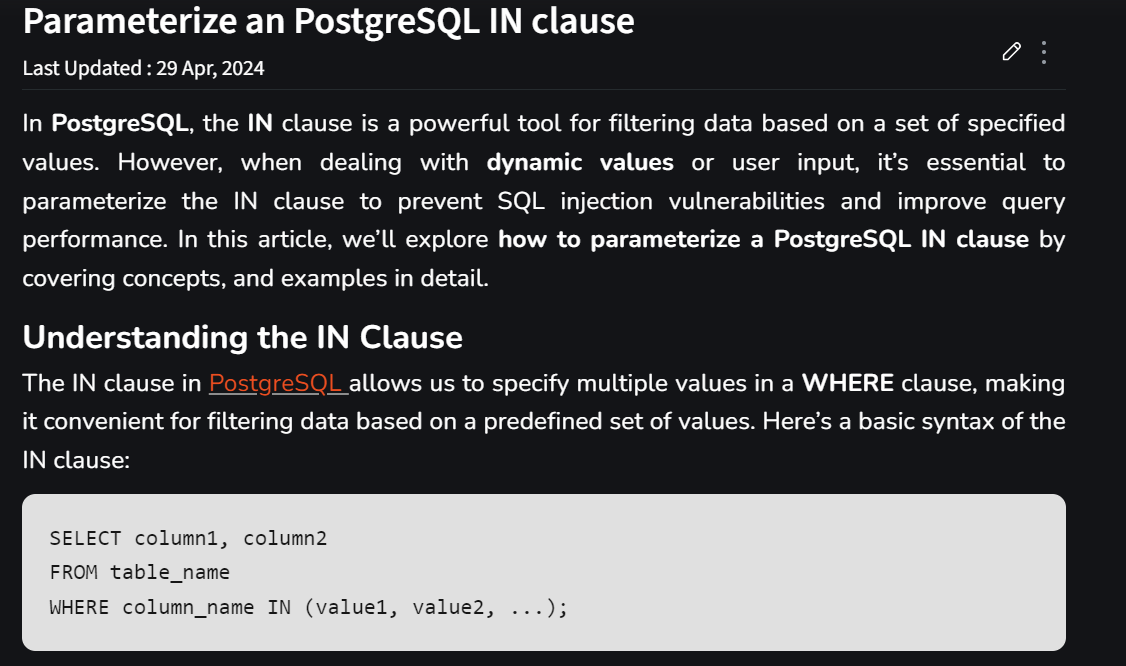 Parameterize an PostgreSQL IN clause
Last Updated : 29 Apr, 2024
In PostgreSQL, the IN clause is a powerful tool for filtering data based on a set of specified
values. However, when dealing with dynamic values or user input, it’s essential to
parameterize the IN clause to prevent SQL injection vulnerabilities and improve query
performance. In this article, we’ll explore how to parameterize a PostgreSQL IN clause by
covering concepts, and examples in detail.
Understanding the IN Clause
The IN clause in PostgreSQL allows us to specify multiple values in a WHERE clause, making
it convenient for filtering data based on a predefined set of values. Here’s a basic syntax of the
IN clause:
SELECT column1, column2
FROM table_name
WHERE column_name IN (value1, value2, ...);